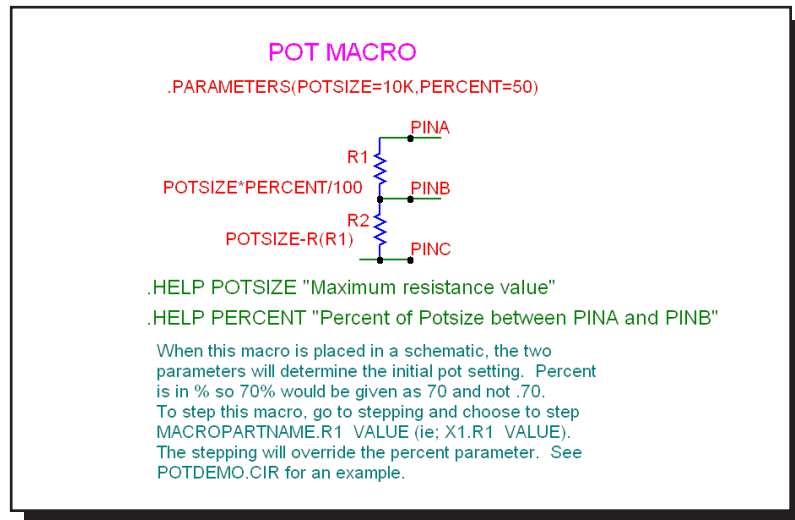 POT MACRO
.PARAMETERS(POTSIZE=10K,PERCENT=50)
PINA
R1
POTSIZE*PERCENT/100
PINB
R2
POTSIZE-R(R1)
PINC
.HELP POTSIZE "Maximum resistance value"
.HELP PERCENT "Percent of Potsize between PINA and PINB"
When this macro is placed in a schematic, the two
parameters will determine the initial pot setting.  Percent
is in % so 70% would be given as 70 and not .70.
To step this macro, go to stepping and choose to step
MACROPARTNAME.R1  VALUE (ie; X1.R1  VALUE).
The stepping will override the percent parameter.  See
POTDEMO.CIR for an example.